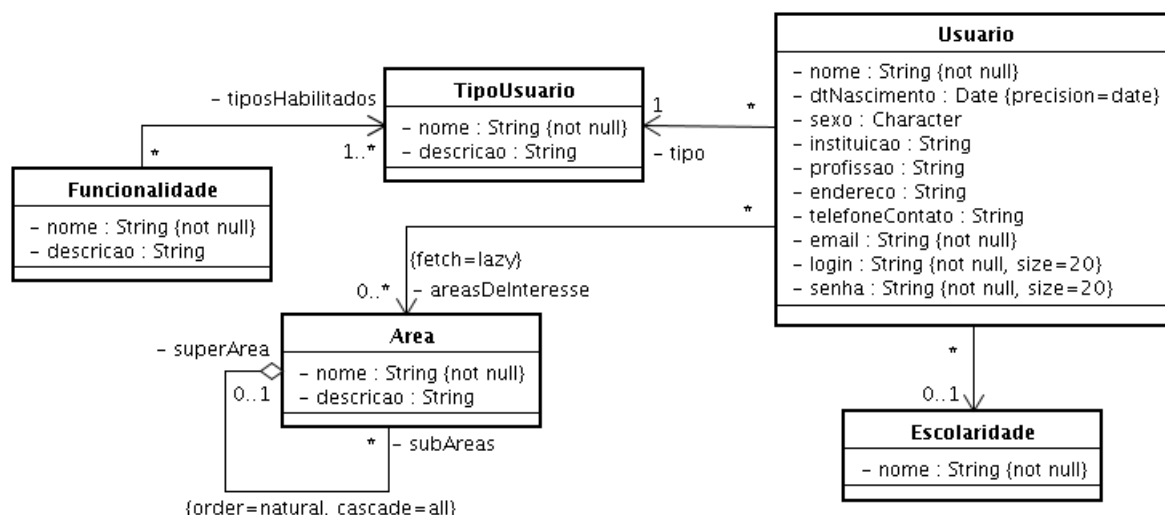 Usuario
- nome : String {not null}
- dtNascimento : Date {precision=date}
- sexo : Character
- instituicao : String
- profissao : String
- endereco : String
- telefoneContato : String
- email : String {not null}
- login : String {not null, size=20}
- senha : String {not null, size=20}
TipoUsuario
- nome : String {not null}
- descricao : String
- tiposHabilitados
*
1..*
1
*
- tipo
Funcionalidade
- nome : String {not null}
- descricao : String
*
{fetch=lazy}
0..*
- areasDeInteresse
Area
- nome : String {not null}
- descricao : String
- superArea
0..1
*
- subAreas
{order=natural, cascade=all}
*
0..1
Escolaridade
- nome : String {not null}